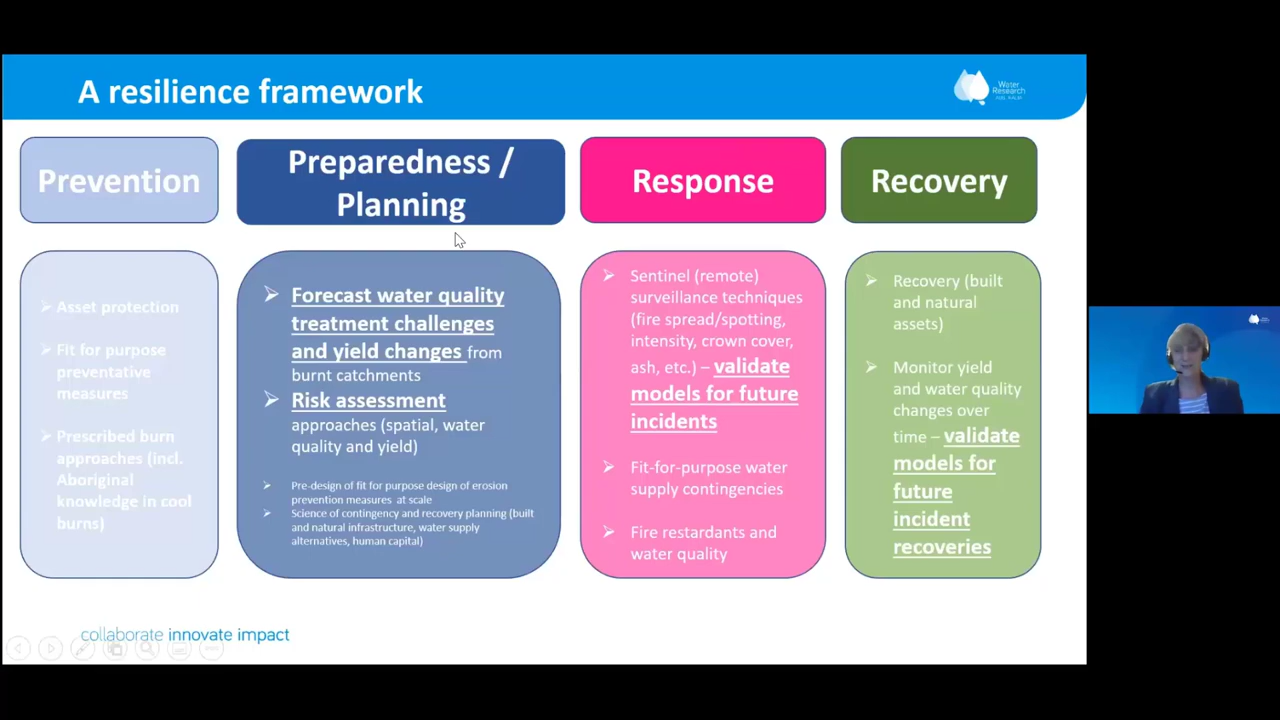 A resilience framework
Water
Research
Prevention
Preparedness /
Planning
Response
Recovery
Asset protection
Fit for purpose
preventative
measures
Prescribed burn
approaches (incl.
Aboriginal
knowledge in cool
burns)
Forecast water quality
treatment challenges
and yield changes from
burnt catchments
Risk assessment
approaches (spatial, water
quality and yield)
Pre-design of fit for purpose design of erosion
prevention measures at scale
Science of contingency and recovery planning (built
and natural infrastructure, water supply
alternatives, human capital)
Sentinel (remote)
surveillance techniques
(fire spread/spotting,
intensity, crown cover,
ash, etc.) – validate
models for future
incidents
Fit-for-purpose water
supply contingencies
Fire restardants and
water quality
Recovery (built
and natural
assets)
Monitor yield
and water quality
changes over
time – validate
models for
future
incident
recoveries
collaborate innovate impact